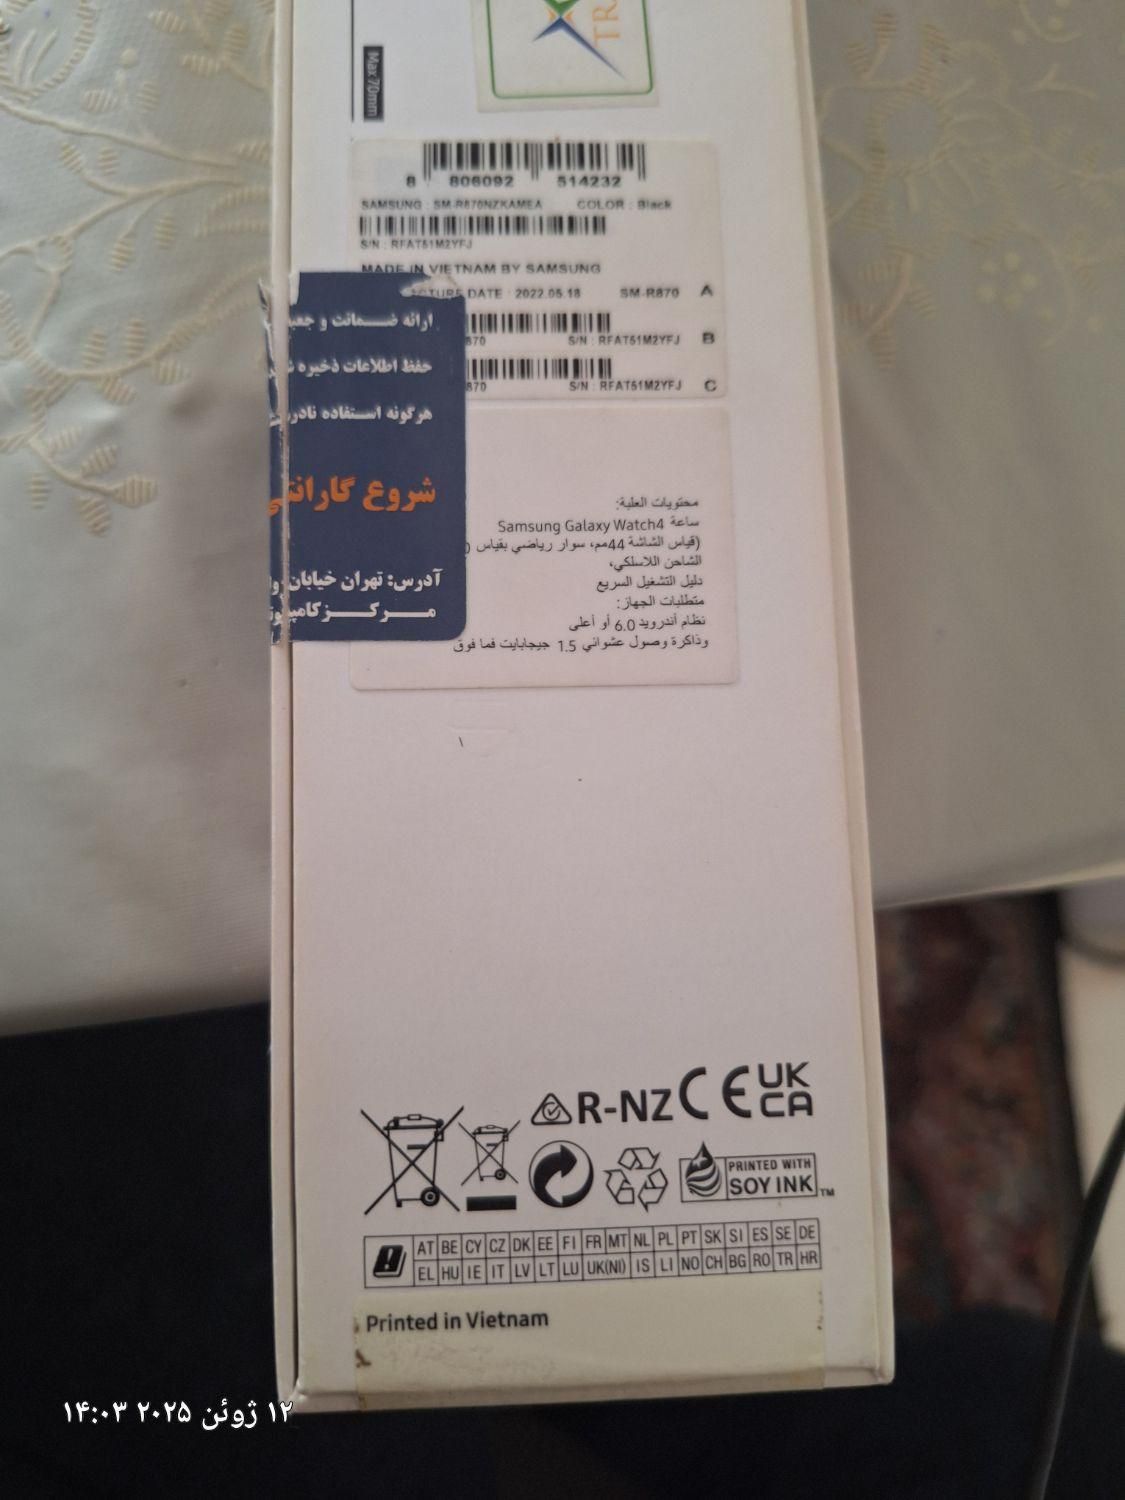 TR
Max 70mm
8 806092 514232
SAMSUNG : SM-R870NZKAMEA COLOR : Black
S/N : RFAT51M2YFJ
MADE IN VIETNAM BY SAMSUNG
DATE : 2022.05.18 SM-R870 A
870 S/N : RFAT51M2YFJ B
870 S/N : RFAT51M2YFJ C
ارائه ضمانت و
حفظ اطلاعات ذخیره
هرگونه استفاده
شروع گارانتی
آدرس: تهران خیابان
مرکز
محتويات العلبة:
ساعة Samsung Galaxy Watch4
(قياس الشاشة 44مم، سوار رياضي بقياس
الشاحن اللاسلكي،
دليل التشغيل السريع
متطلبات الجهاز:
نظام أندرويد 6.0 أو أعلى
وذاكرة وصول عشواني 1.5 جيجابايت فما فوق
R-NZ CE UK CA
PRINTED WITH
SOY INK TM
AT BE CY CZ DK EE FI FR MT NL PL PT SK SI ES SE DE
EL HU IE IT LV LT LU UK(NI) IS LI NO CH BG RO TR HR
Printed in Vietnam
۱۲ ژوئن ۲۰۲۵ ۱۴:۰۳